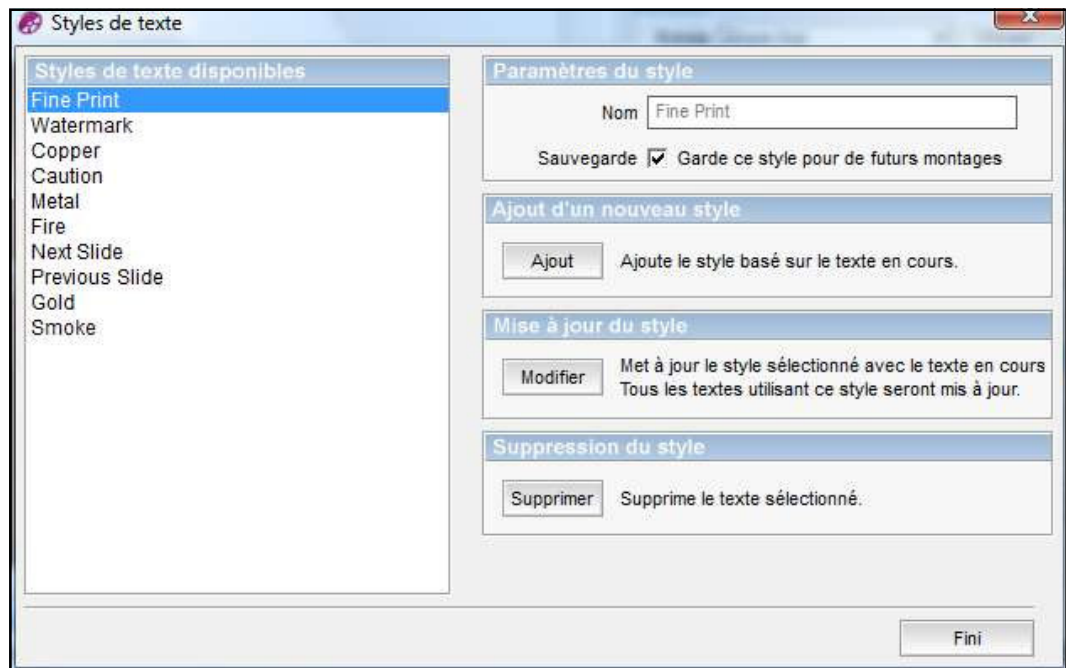 Styles de texte
Styles de texte disponibles
Fine Print
Watermark
Copper
Caution
Metal
Fire
Next Slide
Previous Slide
Gold
Smoke
Paramètres du style
Nom Fine Print
Sauvegarde Garde ce style pour de futurs montages
Ajout d'un nouveau style
Ajout Ajoute le style basé sur le texte en cours.
Mise à jour du style
Modifier Met à jour le style sélectionné avec le texte en cours
Tous les textes utilisant ce style seront mis à jour.
Suppression du style
Supprimer Supprime le texte sélectionné.
Fini